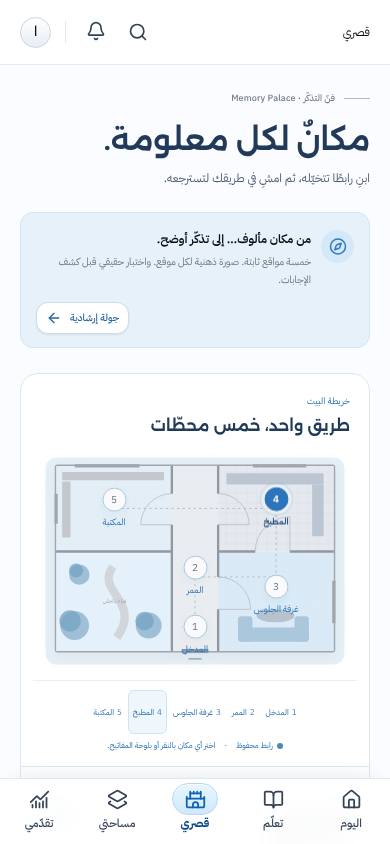 قصري
ا
فنّ التذكّر · Memory Palace
مكانٌ لكل معلومة.
ابنِ رابطًا تتخيّله، ثم امشِ في طريقك لتسترجعه.
من مكان مألوف... إلى تذكّر أوضح.
خمسة مواقع ثابتة. صورة ذهنية لكل موقع. واختبار حقيقي قبل كشف
الإجابات.
جولة إرشادية
خريطة البيت
طريق واحد، خمس محطّات
4
المطبخ
5
المكتبة
2
الممر
3
غرفة الجلوس
1
المدخل
1 المدخل
2 الممر
3 غرفة الجلوس
4 المطبخ
5 المكتبة
رابط محفوظ · اختر أي مكان بالنقر أو بلوحة المفاتيح.
اليوم
تعلّم
قصري
مساحتي
تقدّمي